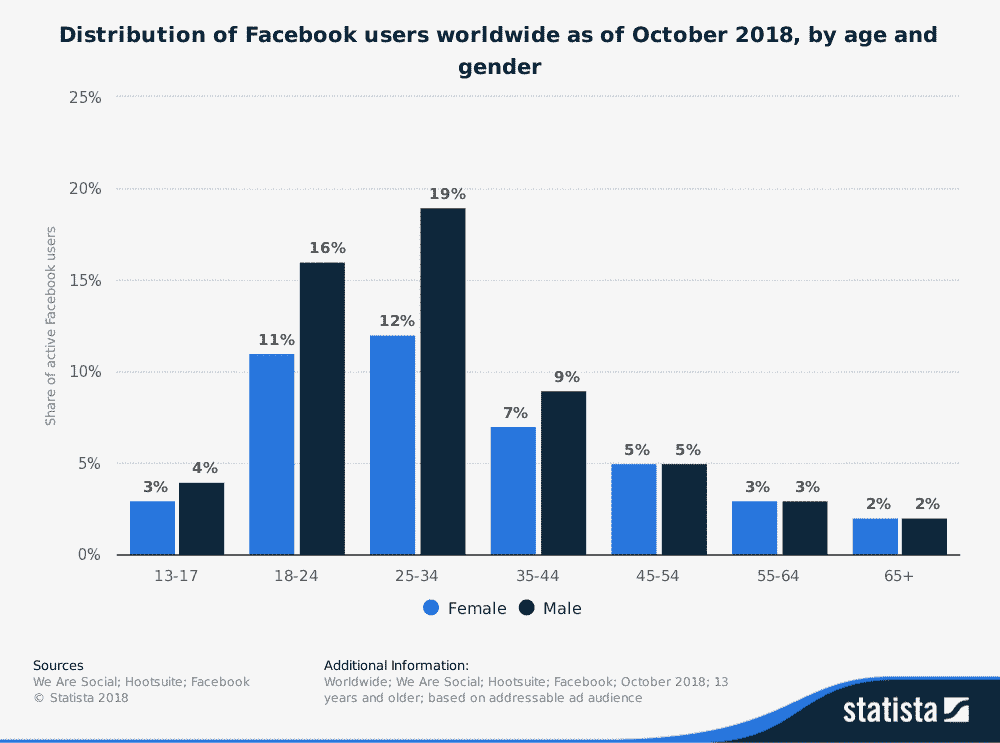 Distribution of Facebook users worldwide as of October 2018, by age and
gender
25%
20%
15%
10%
5%
0%
Share of active Facebook users
3%
4%
11%
16%
12%
19%
7%
9%
5%
5%
3%
3%
2%
2%
13-17
18-24
25-34
35-44
45-54
55-64
65+
Female
Male
Sources
We Are Social; Hootsuite; Facebook
© Statista 2018
Additional Information:
Worldwide; We Are Social; Hootsuite; Facebook; October 2018; 13
years and older; based on addressable ad audience
statista